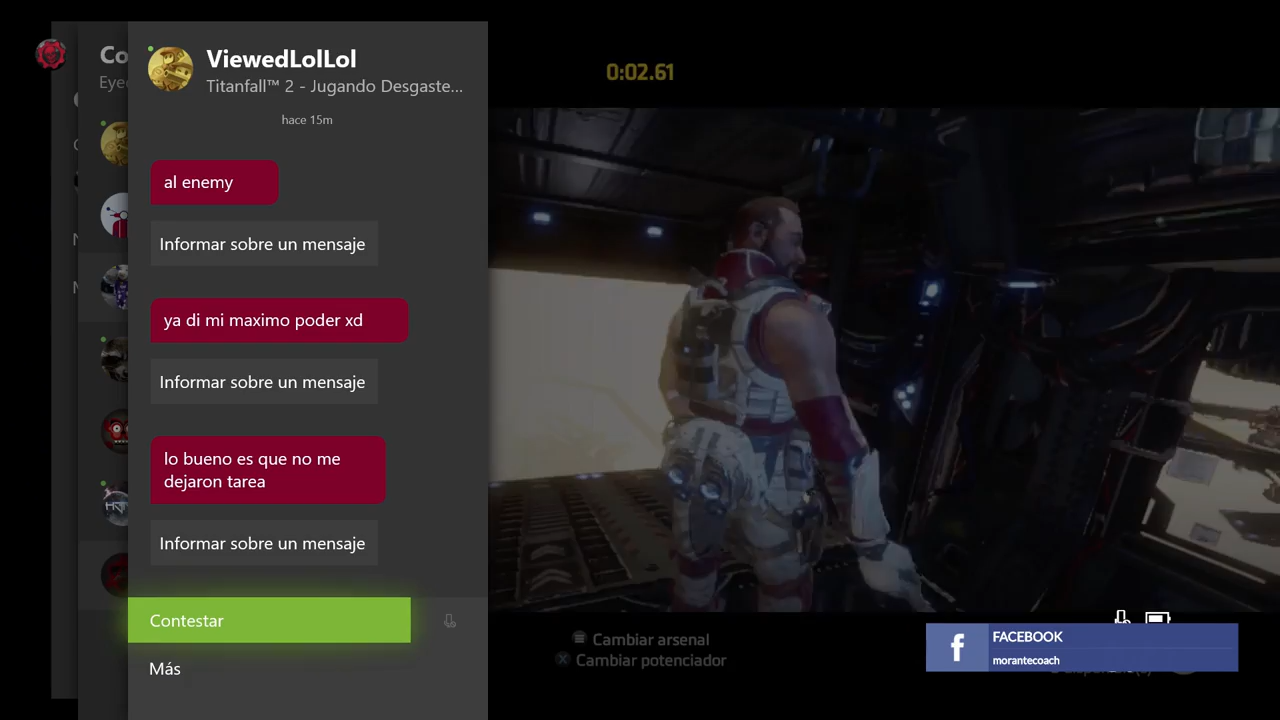 Co
Eyec
ViewedLolLol
Titanfall™ 2 - Jugando Desgaste...
hace 15m
al enemy
Informar sobre un mensaje
ya di mi maximo poder xd
Informar sobre un mensaje
lo bueno es que no me
dejaron tarea
Informar sobre un mensaje
Contestar
Más
0:02.61
Cambiar arsenal
X Cambiar potenciador
FACEBOOK
morantecoach